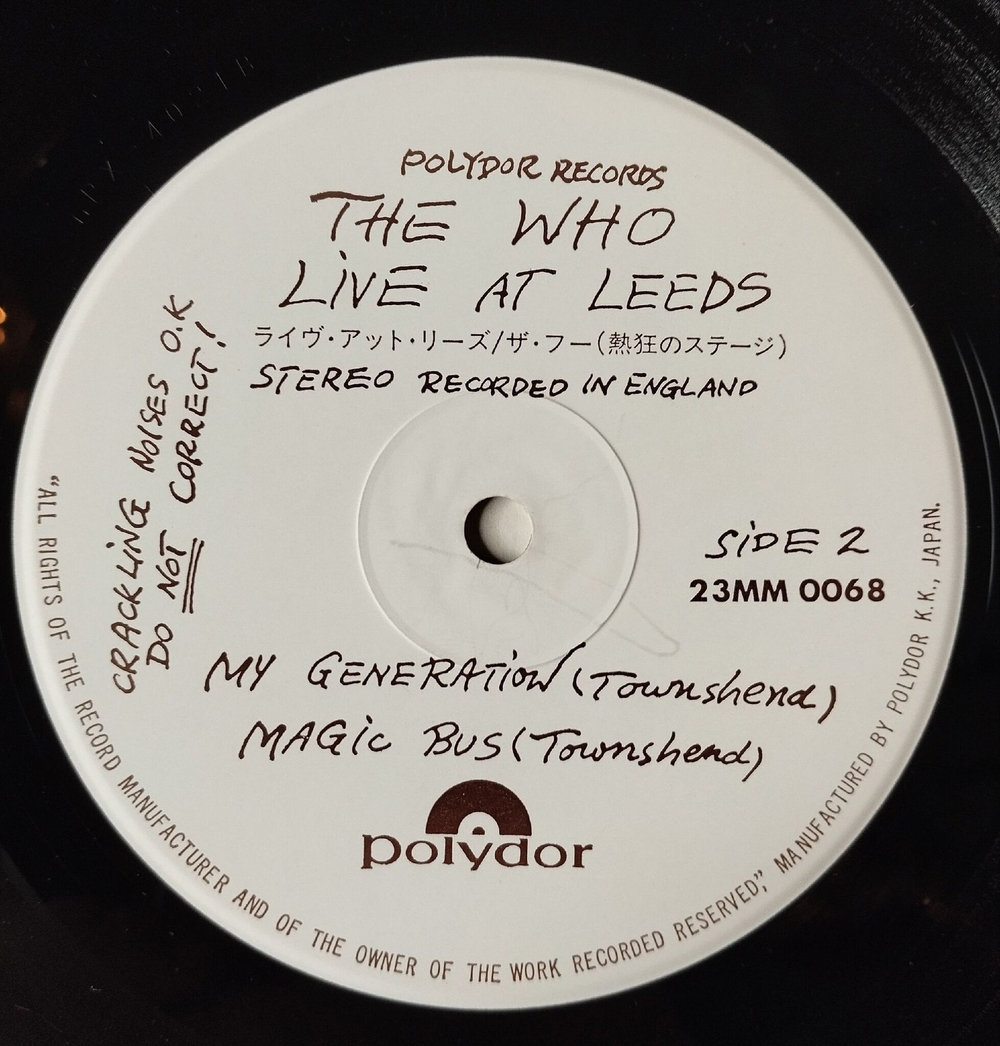 POLYDOR RECORDS
THE WHO
LIVE AT LEEDS
ライヴ・アット・リーズ/ザ・フー(熱狂のステージ)
STEREO RECORDED IN ENGLAND
CRACKLING NOISES O.K
DO NOT CORRECT!
SIDE 2
23MM 0068
MY GENERATION (Townshend)
MAGIC BUS (Townshend)
polydor
"ALL RIGHTS OF THE RECORD MANUFACTURER AND OF THE OWNER OF THE WORK RECORDED RESERVED," MANUFACTURED BY POLYDOR K.K., JAPAN.